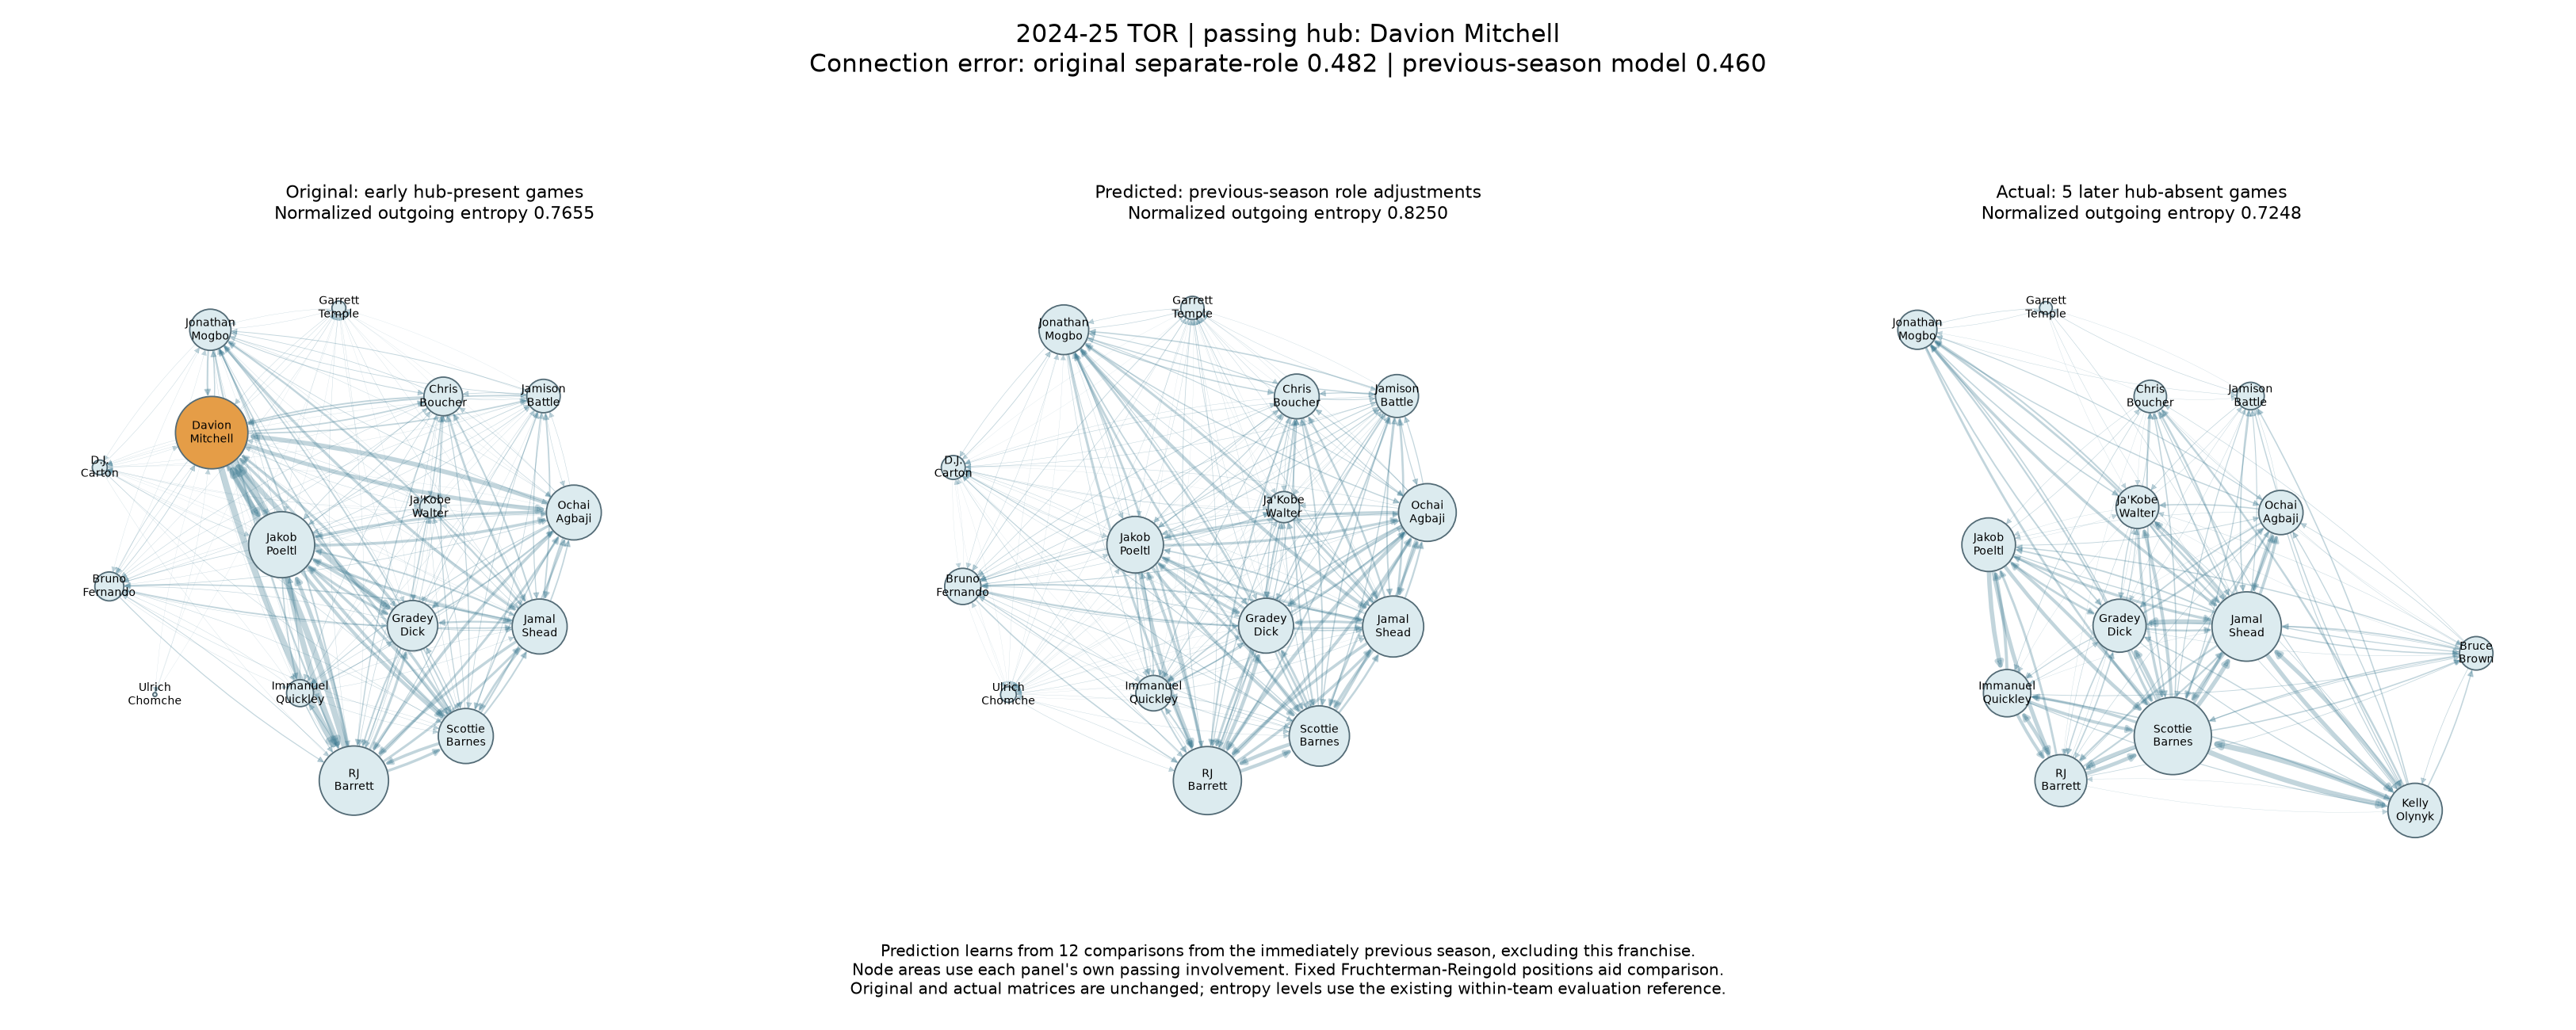 2024-25 TOR | passing hub: Davion Mitchell
Connection error: original separate-role 0.482 | previous-season model 0.460
Original: early hub-present games
Normalized outgoing entropy 0.7655
Garrett
Temple
Jonathan
Mogbo
Chris
Boucher
Jamison
Battle
Davion
Mitchell
D.J.
Carton
Ja'Kobe
Walter
Ochai
Agbaji
Jakob
Poeltl
Bruno
Fernando
Gradey
Dick
Jamal
Shead
Ulrich
Chomche
Immanuel
Quickley
Scottie
Barnes
RJ
Barrett
Predicted: previous-season role adjustments
Normalized outgoing entropy 0.8250
Garrett
Temple
Jonathan
Mogbo
Chris
Boucher
Jamison
Battle
D.J.
Carton
Ja'Kobe
Walter
Ochai
Agbaji
Jakob
Poeltl
Bruno
Fernando
Gradey
Dick
Jamal
Shead
Ulrich
Chomche
Immanuel
Quickley
Scottie
Barnes
RJ
Barrett
Actual: 5 later hub-absent games
Normalized outgoing entropy 0.7248
Garrett
Temple
Jonathan
Mogbo
Chris
Boucher
Jamison
Battle
Ja'Kobe
Walter
Ochai
Agbaji
Jakob
Poeltl
Gradey
Dick
Jamal
Shead
Bruce
Brown
Immanuel
Quickley
Scottie
Barnes
RJ
Barrett
Kelly
Olynyk
Prediction learns from 12 comparisons from the immediately previous season, excluding this franchise.
Node areas use each panel's own passing involvement. Fixed Fruchterman-Reingold positions aid comparison.
Original and actual matrices are unchanged; entropy levels use the existing within-team evaluation reference.